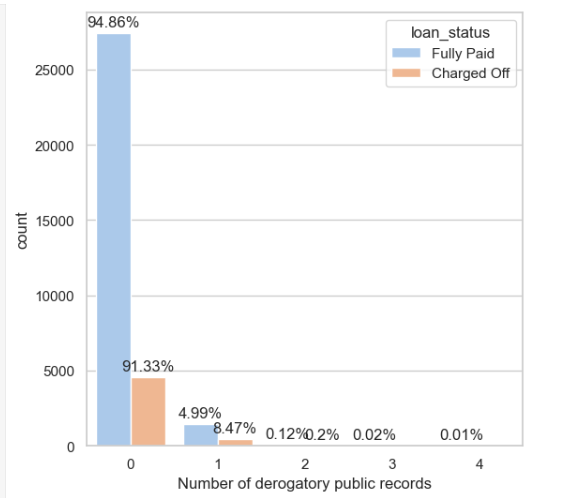 94.86%
loan_status
Fully Paid
Charged Off
25000
20000
15000
10000
5000
0
count
91.33%
4.99%
8.47%
0.12%
0.2%
0.02%
0.01%
0 1 2 3 4
Number of derogatory public records